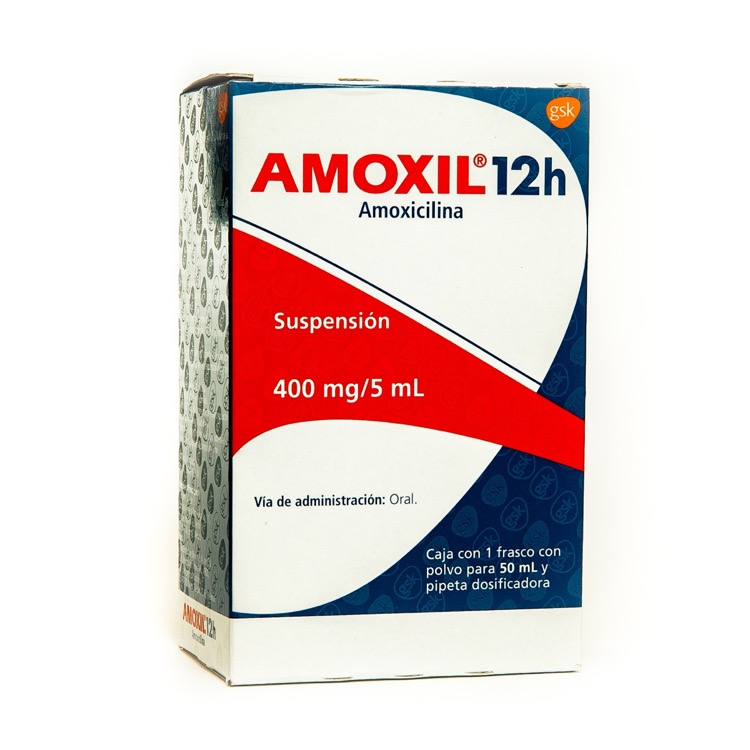 gsk
AMOXIL® 12h
Amoxicilina
Suspensión
400 mg/5 mL
Vía de administración: Oral.
Caja con 1 frasco con
polvo para 50 mL y
pipeta dosificadora
AMOXIL® 12h
Amoxicilina